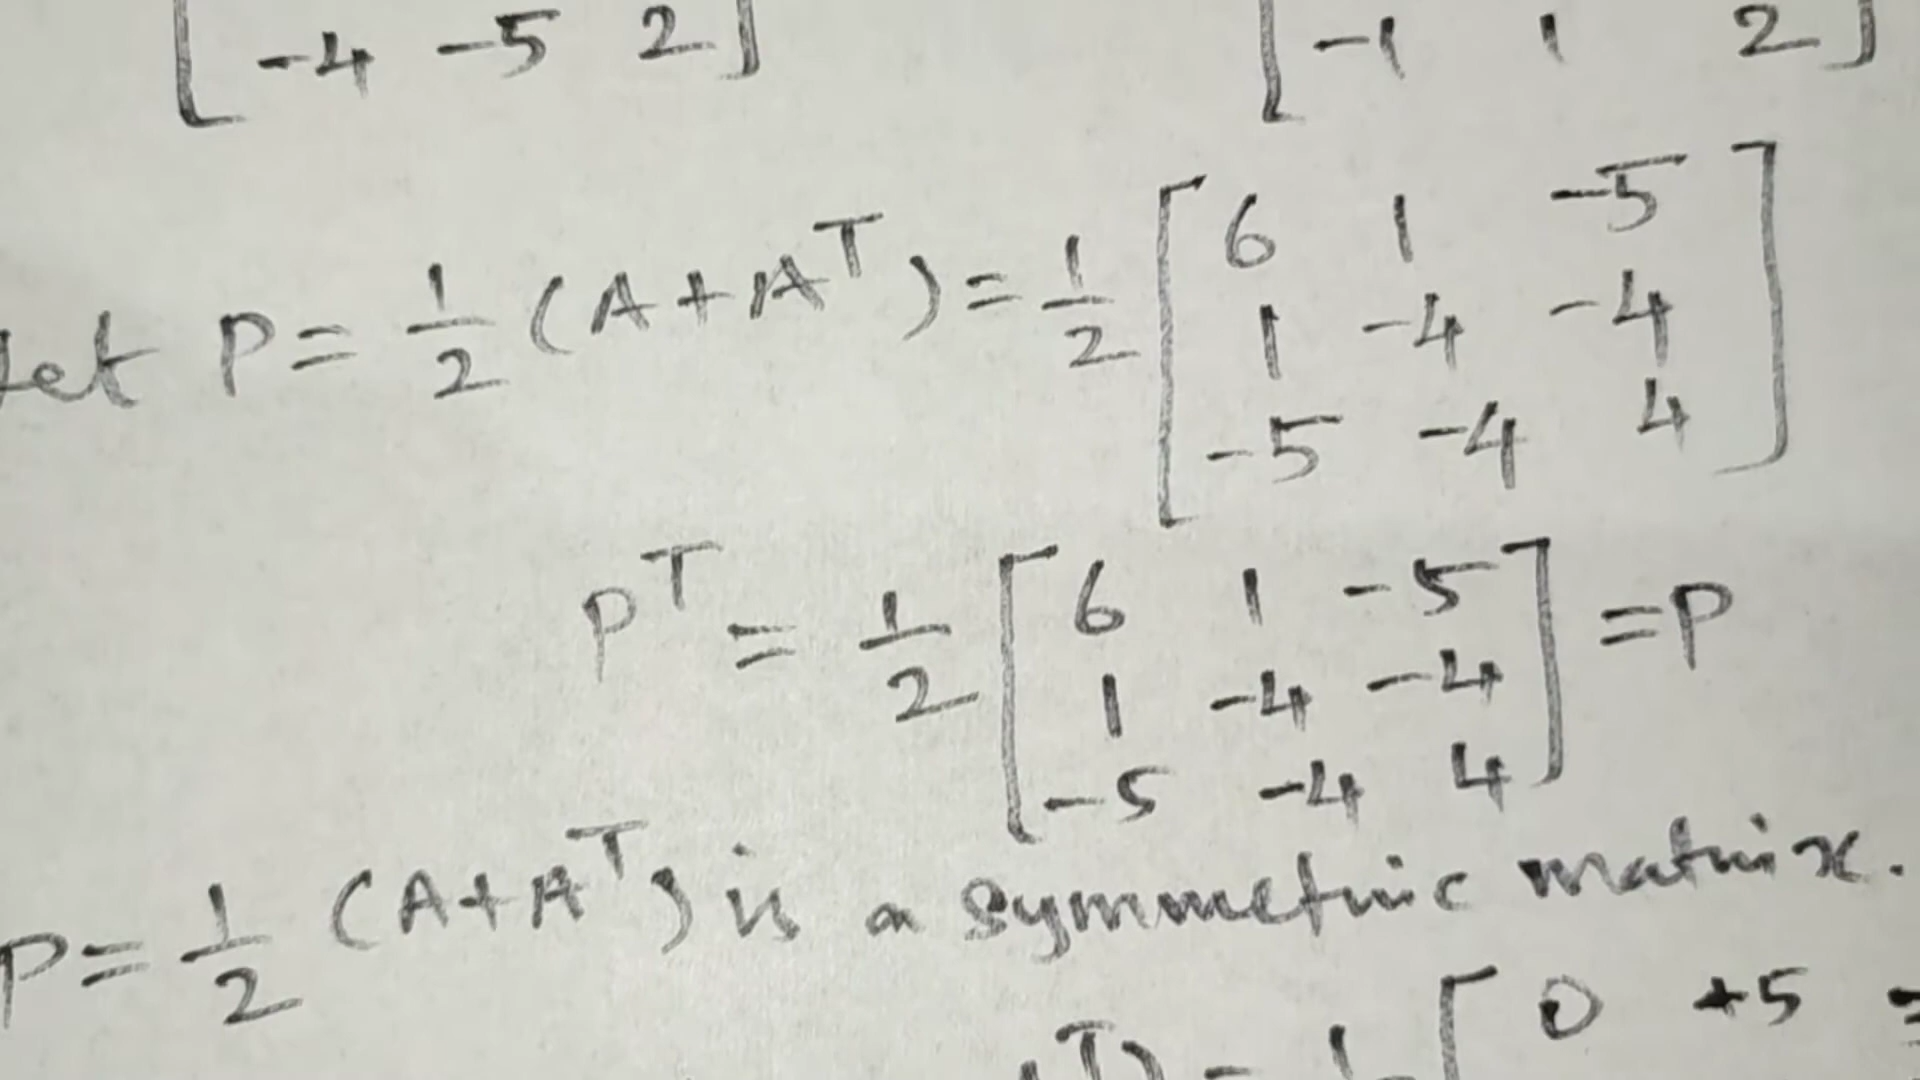 -4 -5 2] [-1 1 2]
[6 1 -5
let P = 1/2 (A+A^T) = 1/2 1 -4 -4
-5 -4 4]
[6 1 -5
P^T = 1/2 1 -4 -4 = P
-5 -4 4]
P = 1/2 (A+A^T) is a symmetric matrix.
[0 +5
T) = 1